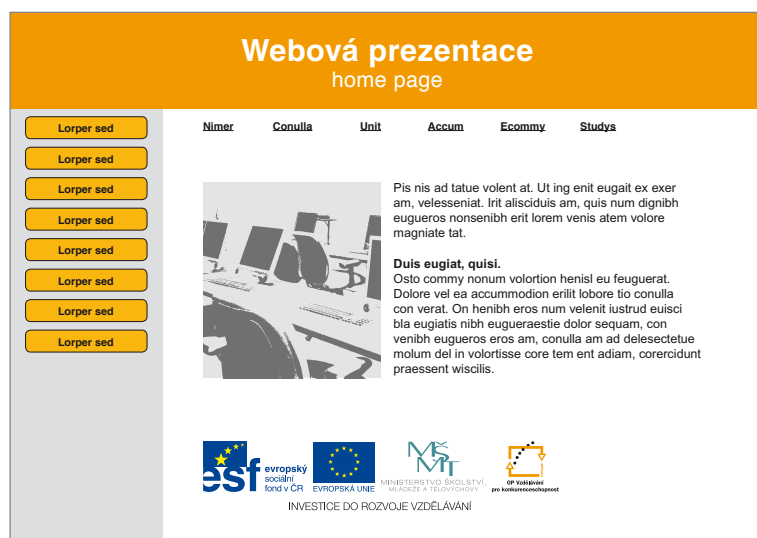 Webová prezentace
home page
Lorper sed
Lorper sed
Lorper sed
Lorper sed
Lorper sed
Lorper sed
Lorper sed
Lorper sed
Nimer Conulla Unit Accum Ecommy Studys
Pis nis ad tatue volent at. Ut ing enit eugait ex exer
am, velesseniat. Irit alisciduis am, quis num dignibh
eugueros nonsenibh erit lorem venis atem volore
magniate tat.
Duis eugiat, quisi.
Osto commy nonum volortion henisl eu feuguerat.
Dolore vel ea accummodion erilit lobore tio conulla
con verat. On henibh eros num velenit iustrud euisci
bla eugiatis nibh eugueraestie dolor sequam, con
venibh eugueros eros am, conulla am ad delesectetue
molum del in volortisse core tem ent adiam, corercidunt
praessent wiscilis.
esf
evropský
sociální
fond v ČR
EVROPSKÁ UNIE
MŠ
MT
MINISTERSTVO ŠKOLSTVÍ,
MLÁDEŽE A TĚLOVÝCHOVY
OP Vzdělávání
pro konkurenceschopnost
INVESTICE DO ROZVOJE VZDĚLÁVÁNÍ